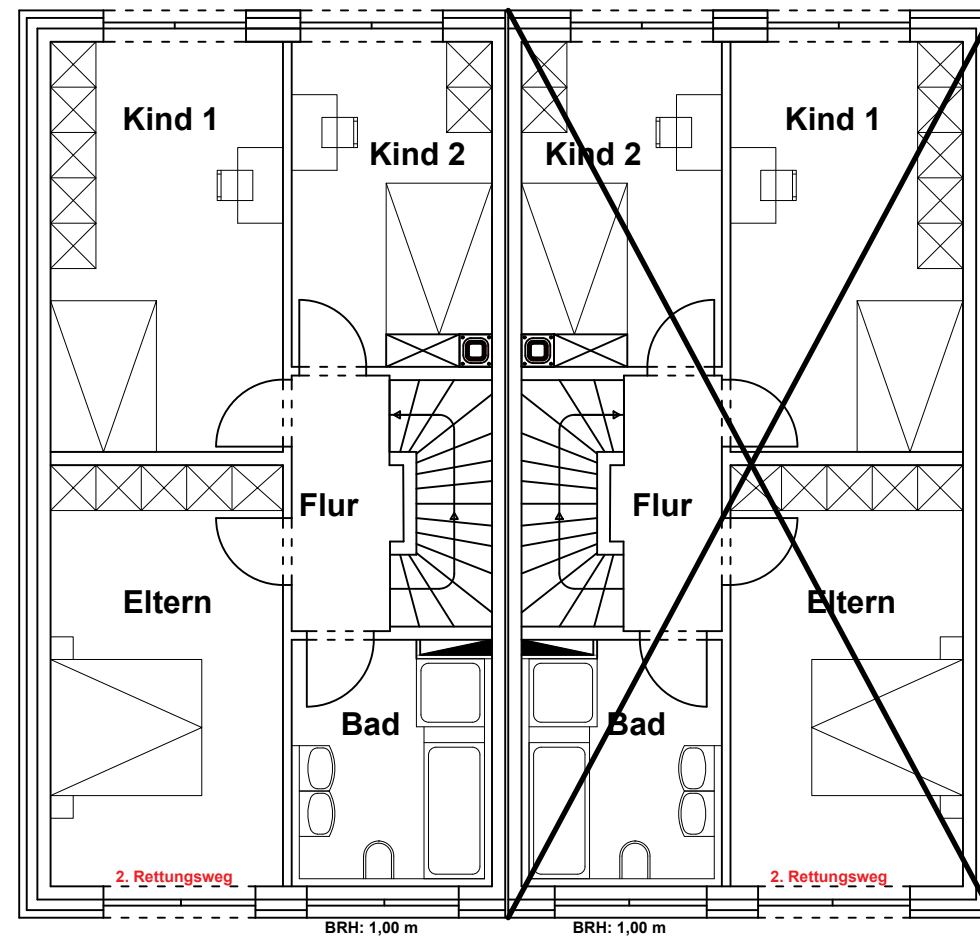 Kind 1
Kind 1
Kind 2
Kind 2
Flur
Flur
Eltern
Eltern
Bad
Bad
2. Rettungsweg
2. Rettungsweg
BRH: 1,00 m
BRH: 1,00 m